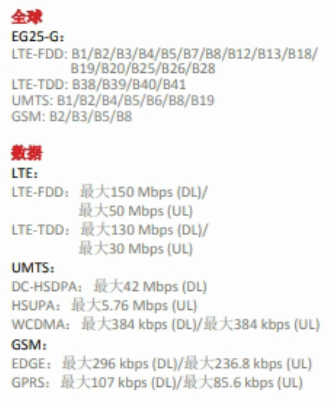 全球
EG25-G:
LTE-FDD: B1/B2/B3/B4/B5/B7/B8/B12/B13/B18/
B19/B20/B25/B26/B28
LTE-TDD: B38/B39/B40/B41
UMTS: B1/B2/B4/B5/B6/B8/B19
GSM: B2/B3/B5/B8
数据
LTE：
LTE-FDD： 最大150 Mbps (DL)/
最大50 Mbps (UL)
LTE-TDD： 最大130 Mbps (DL)/
最大30 Mbps (UL)
UMTS：
DC-HSDPA： 最大42 Mbps (DL)
HSUPA： 最大5.76 Mbps (UL)
WCDMA： 最大384 kbps (DL)/最大384 kbps (UL)
GSM：
EDGE： 最大296 kbps (DL)/最大236.8 kbps (UL)
GPRS： 最大107 kbps (DL)/最大85.6 kbps (UL)